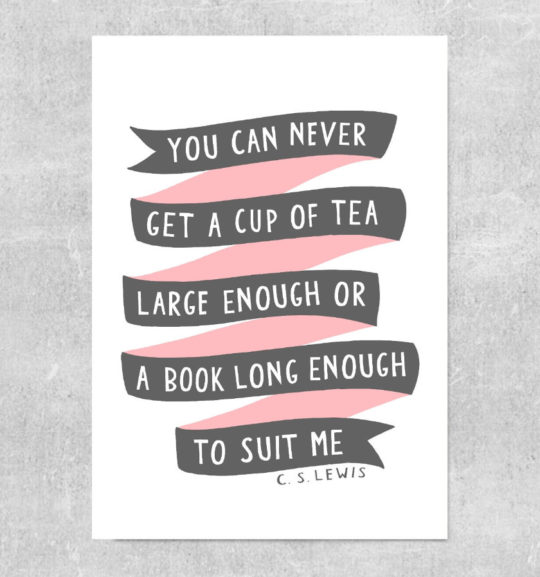 YOU CAN NEVER
GET A CUP OF TEA
LARGE ENOUGH OR
A BOOK LONG ENOUGH
TO SUIT ME
C. S. LEWIS